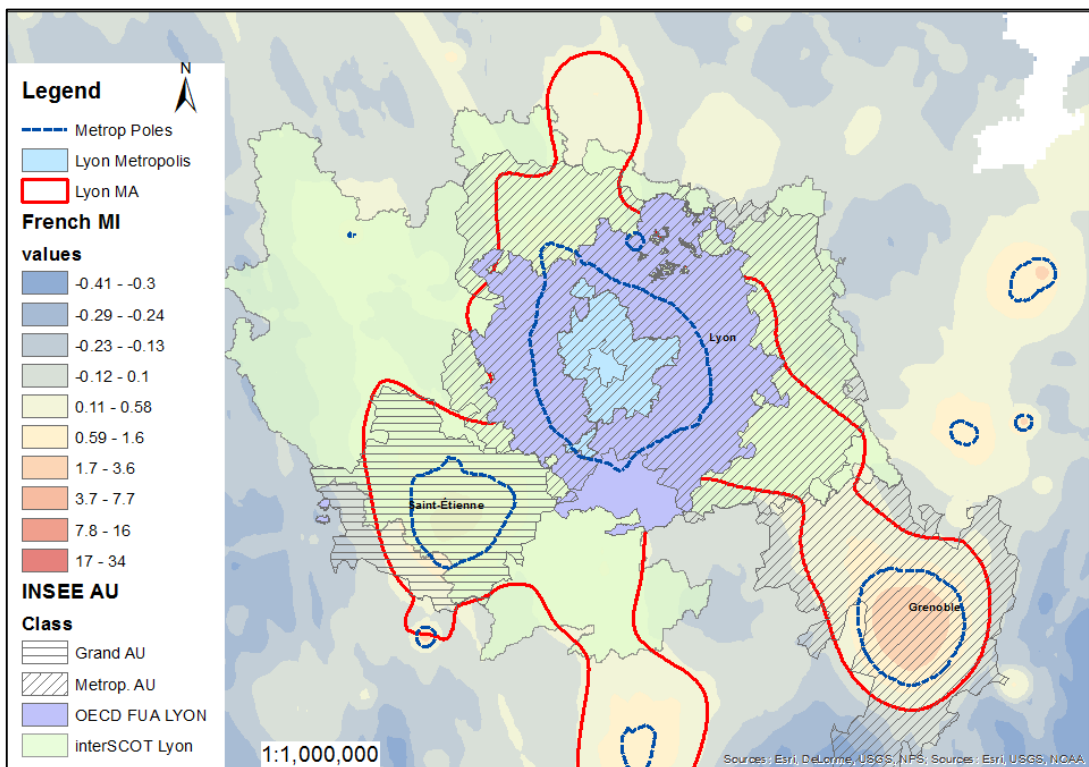 N
Legend
Metrop Poles
Lyon Metropolis
Lyon MA
French MI
values
-0.41 - -0.3
-0.29 - -0.24
-0.23 - -0.13
-0.12 - 0.1
0.11 - 0.58
0.59 - 1.6
1.7 - 3.6
3.7 - 7.7
7.8 - 16
17 - 34
INSEE AU
Class
Grand AU
Metrop. AU
OECD FUA LYON
interSCOT Lyon
Lyon
Saint-Étienne
Grenoble
1:1,000,000
Sources: Esri, DeLorme, USGS, NPS; Sources: Esri, USGS, NOAA